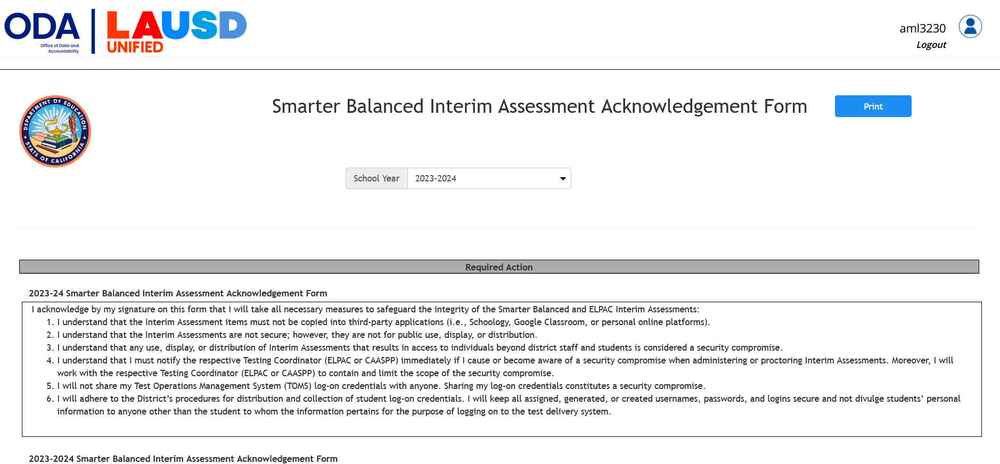 ODA
Office of Data and
Accountability
LAUSD
UNIFIED
aml3230
Logout
DEPARTMENT OF EDUCATION
STATE OF CALIFORNIA
Smarter Balanced Interim Assessment Acknowledgement Form
Print
School Year
2023-2024
Required Action
2023-24 Smarter Balanced Interim Assessment Acknowledgement Form
I acknowledge by my signature on this form that I will take all necessary measures to safeguard the integrity of the Smarter Balanced and ELPAC Interim Assessments:
1. I understand that the Interim Assessment items must not be copied into third-party applications (i.e., Schoology, Google Classroom, or personal online platforms).
2. I understand that the Interim Assessments are not secure; however, they are not for public use, display, or distribution.
3. I understand that any use, display, or distribution of Interim Assessments that results in access to individuals beyond district staff and students is considered a security compromise.
4. I understand that I must notify the respective Testing Coordinator (ELPAC or CAASPP) immediately if I cause or become aware of a security compromise when administering or proctoring Interim Assessments. Moreover, I will
work with the respective Testing Coordinator (ELPAC or CAASPP) to contain and limit the scope of the security compromise.
5. I will not share my Test Operations Management System (TOMS) log-on credentials with anyone. Sharing my log-on credentials constitutes a security compromise.
6. I will adhere to the District’s procedures for distribution and collection of student log-on credentials. I will keep all assigned, generated, or created usernames, passwords, and logins secure and not divulge students’ personal
information to anyone other than the student to whom the information pertains for the purpose of logging on to the test delivery system.
2023-2024 Smarter Balanced Interim Assessment Acknowledgement Form